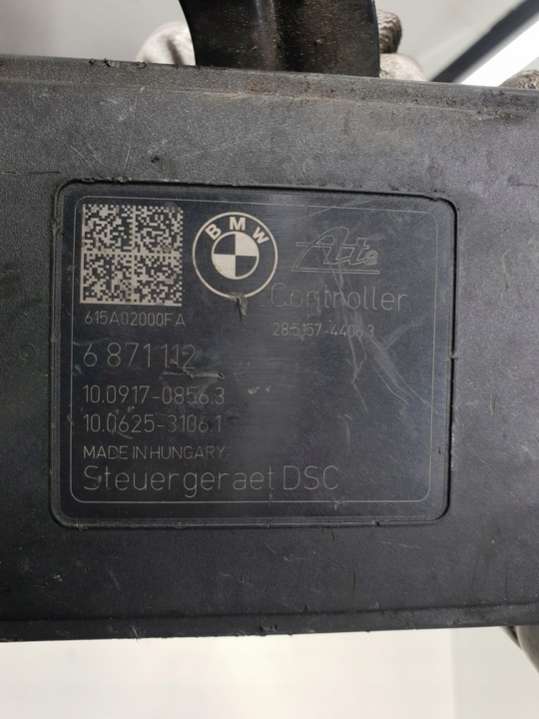 BMW
Ate
Controller
615A02000FA
285157-4406.3
6 871 112
10.0917-0856.3
10.0625-3106.1
MADE IN HUNGARY
Steuergeraet DSC